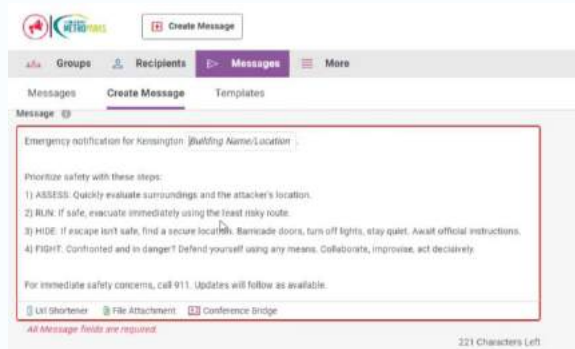 METROPARKS
Create Message
Groups Recipients Messages More
Messages Create Message Templates
Message
Emergency notification for Kensington Building Name/Location .
Prioritize safety with these steps:
1) ASSESS: Quickly evaluate surroundings and the attacker's location.
2) RUN: If safe, evacuate immediately using the least risky route.
3) HIDE: If escape isn't safe, find a secure location. Barricade doors, turn off lights, stay quiet. Await official instructions.
4) FIGHT: Confronted and in danger? Defend yourself using any means. Collaborate, improvise, act decisively.
For immediate safety concerns, call 911. Updates will follow as available.
Url Shortener File Attachment Conference Bridge
All Message fields are required.
221 Characters Left